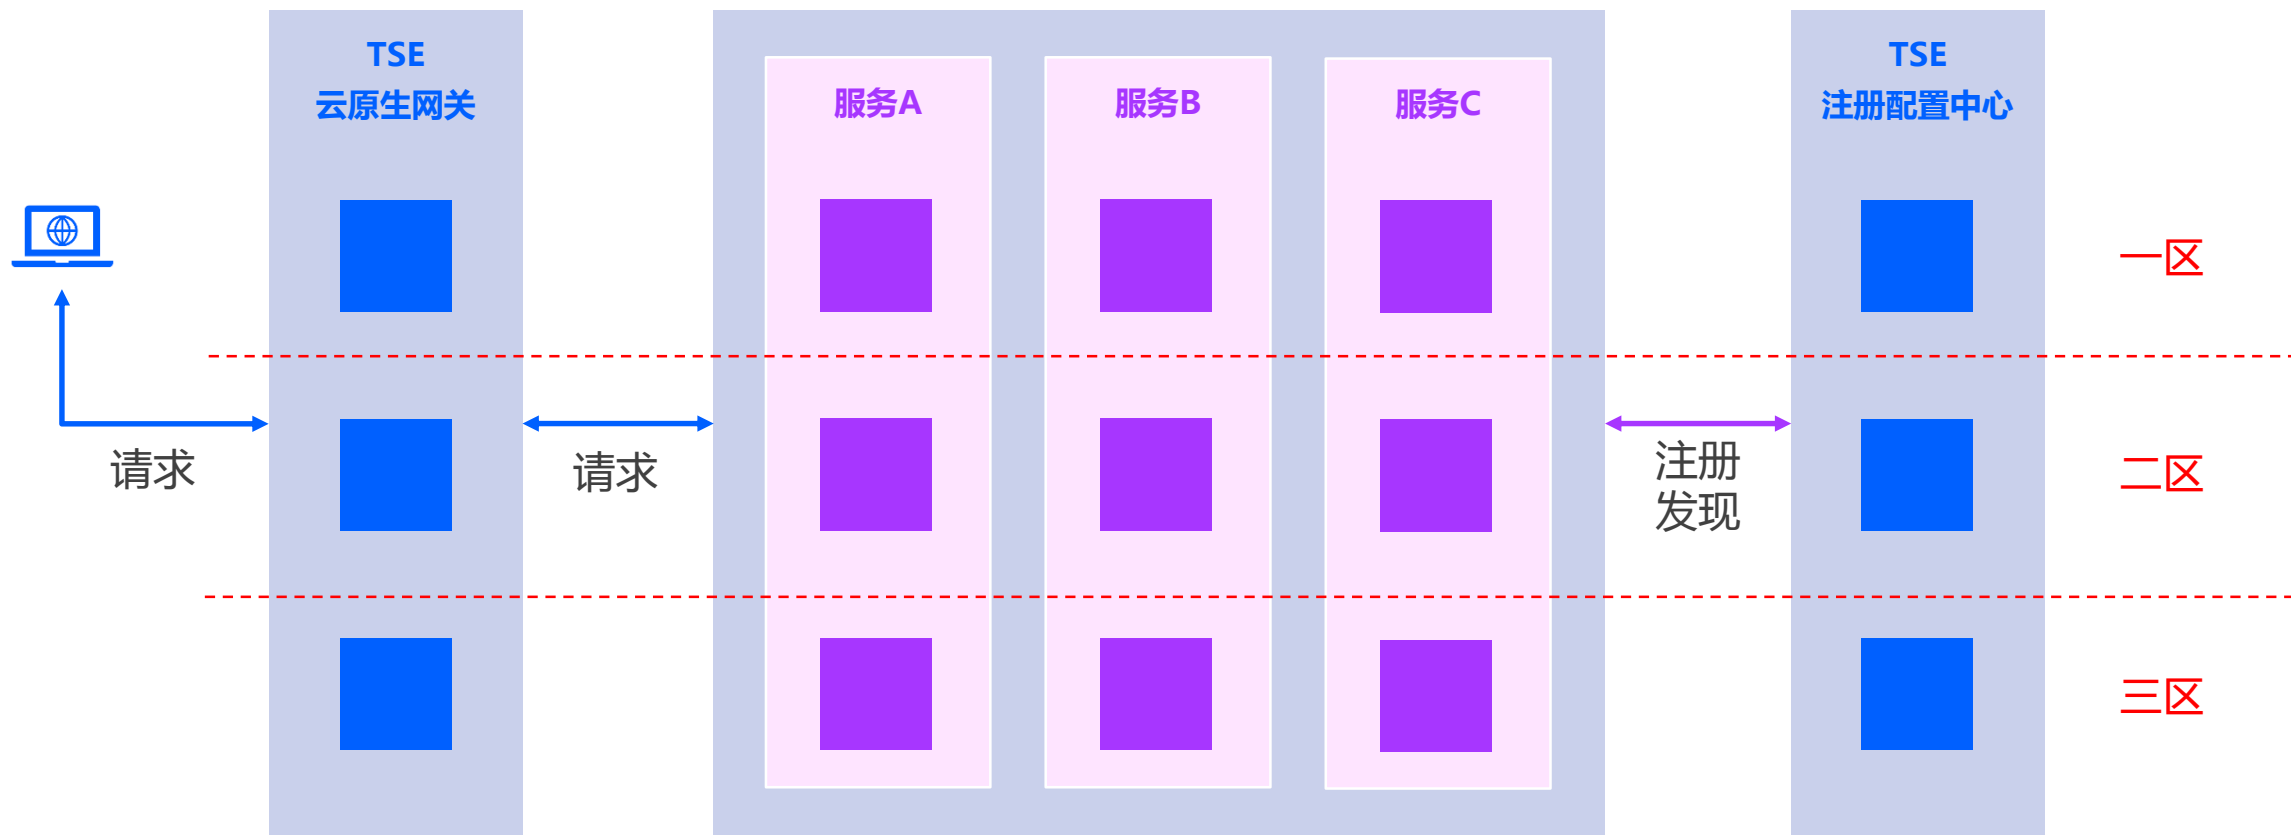 TSE
云原生网关
服务A
服务B
服务C
TSE
注册配置中心
一区
请求
请求
注册
发现
二区
三区